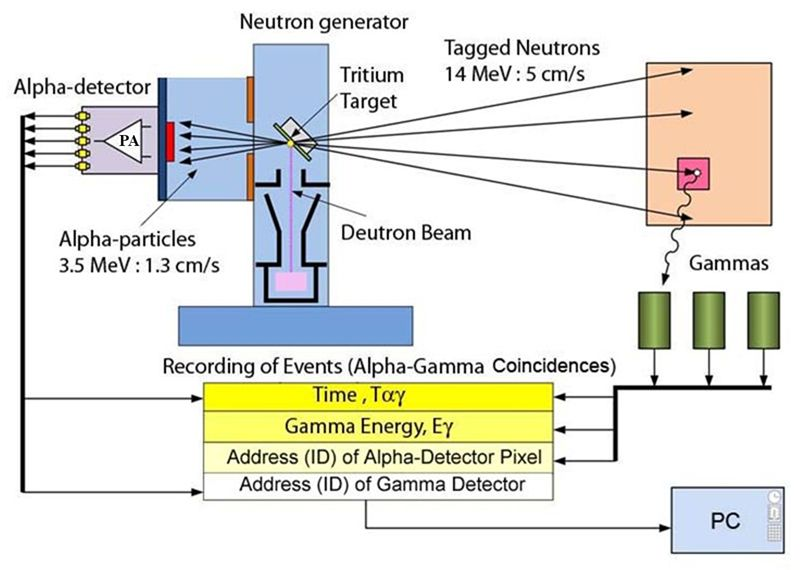 Neutron generator
Tagged Neutrons
14 MeV : 5 cm/s
Tritium
Target
Alpha-detector
PA
Alpha-particles
3.5 MeV : 1.3 cm/s
Deutron Beam
Gammas
Recording of Events (Alpha-Gamma Coincidences)
Time , Tαγ
Gamma Energy, Eγ
Address (ID) of Alpha-Detector Pixel
Address (ID) of Gamma Detector
PC